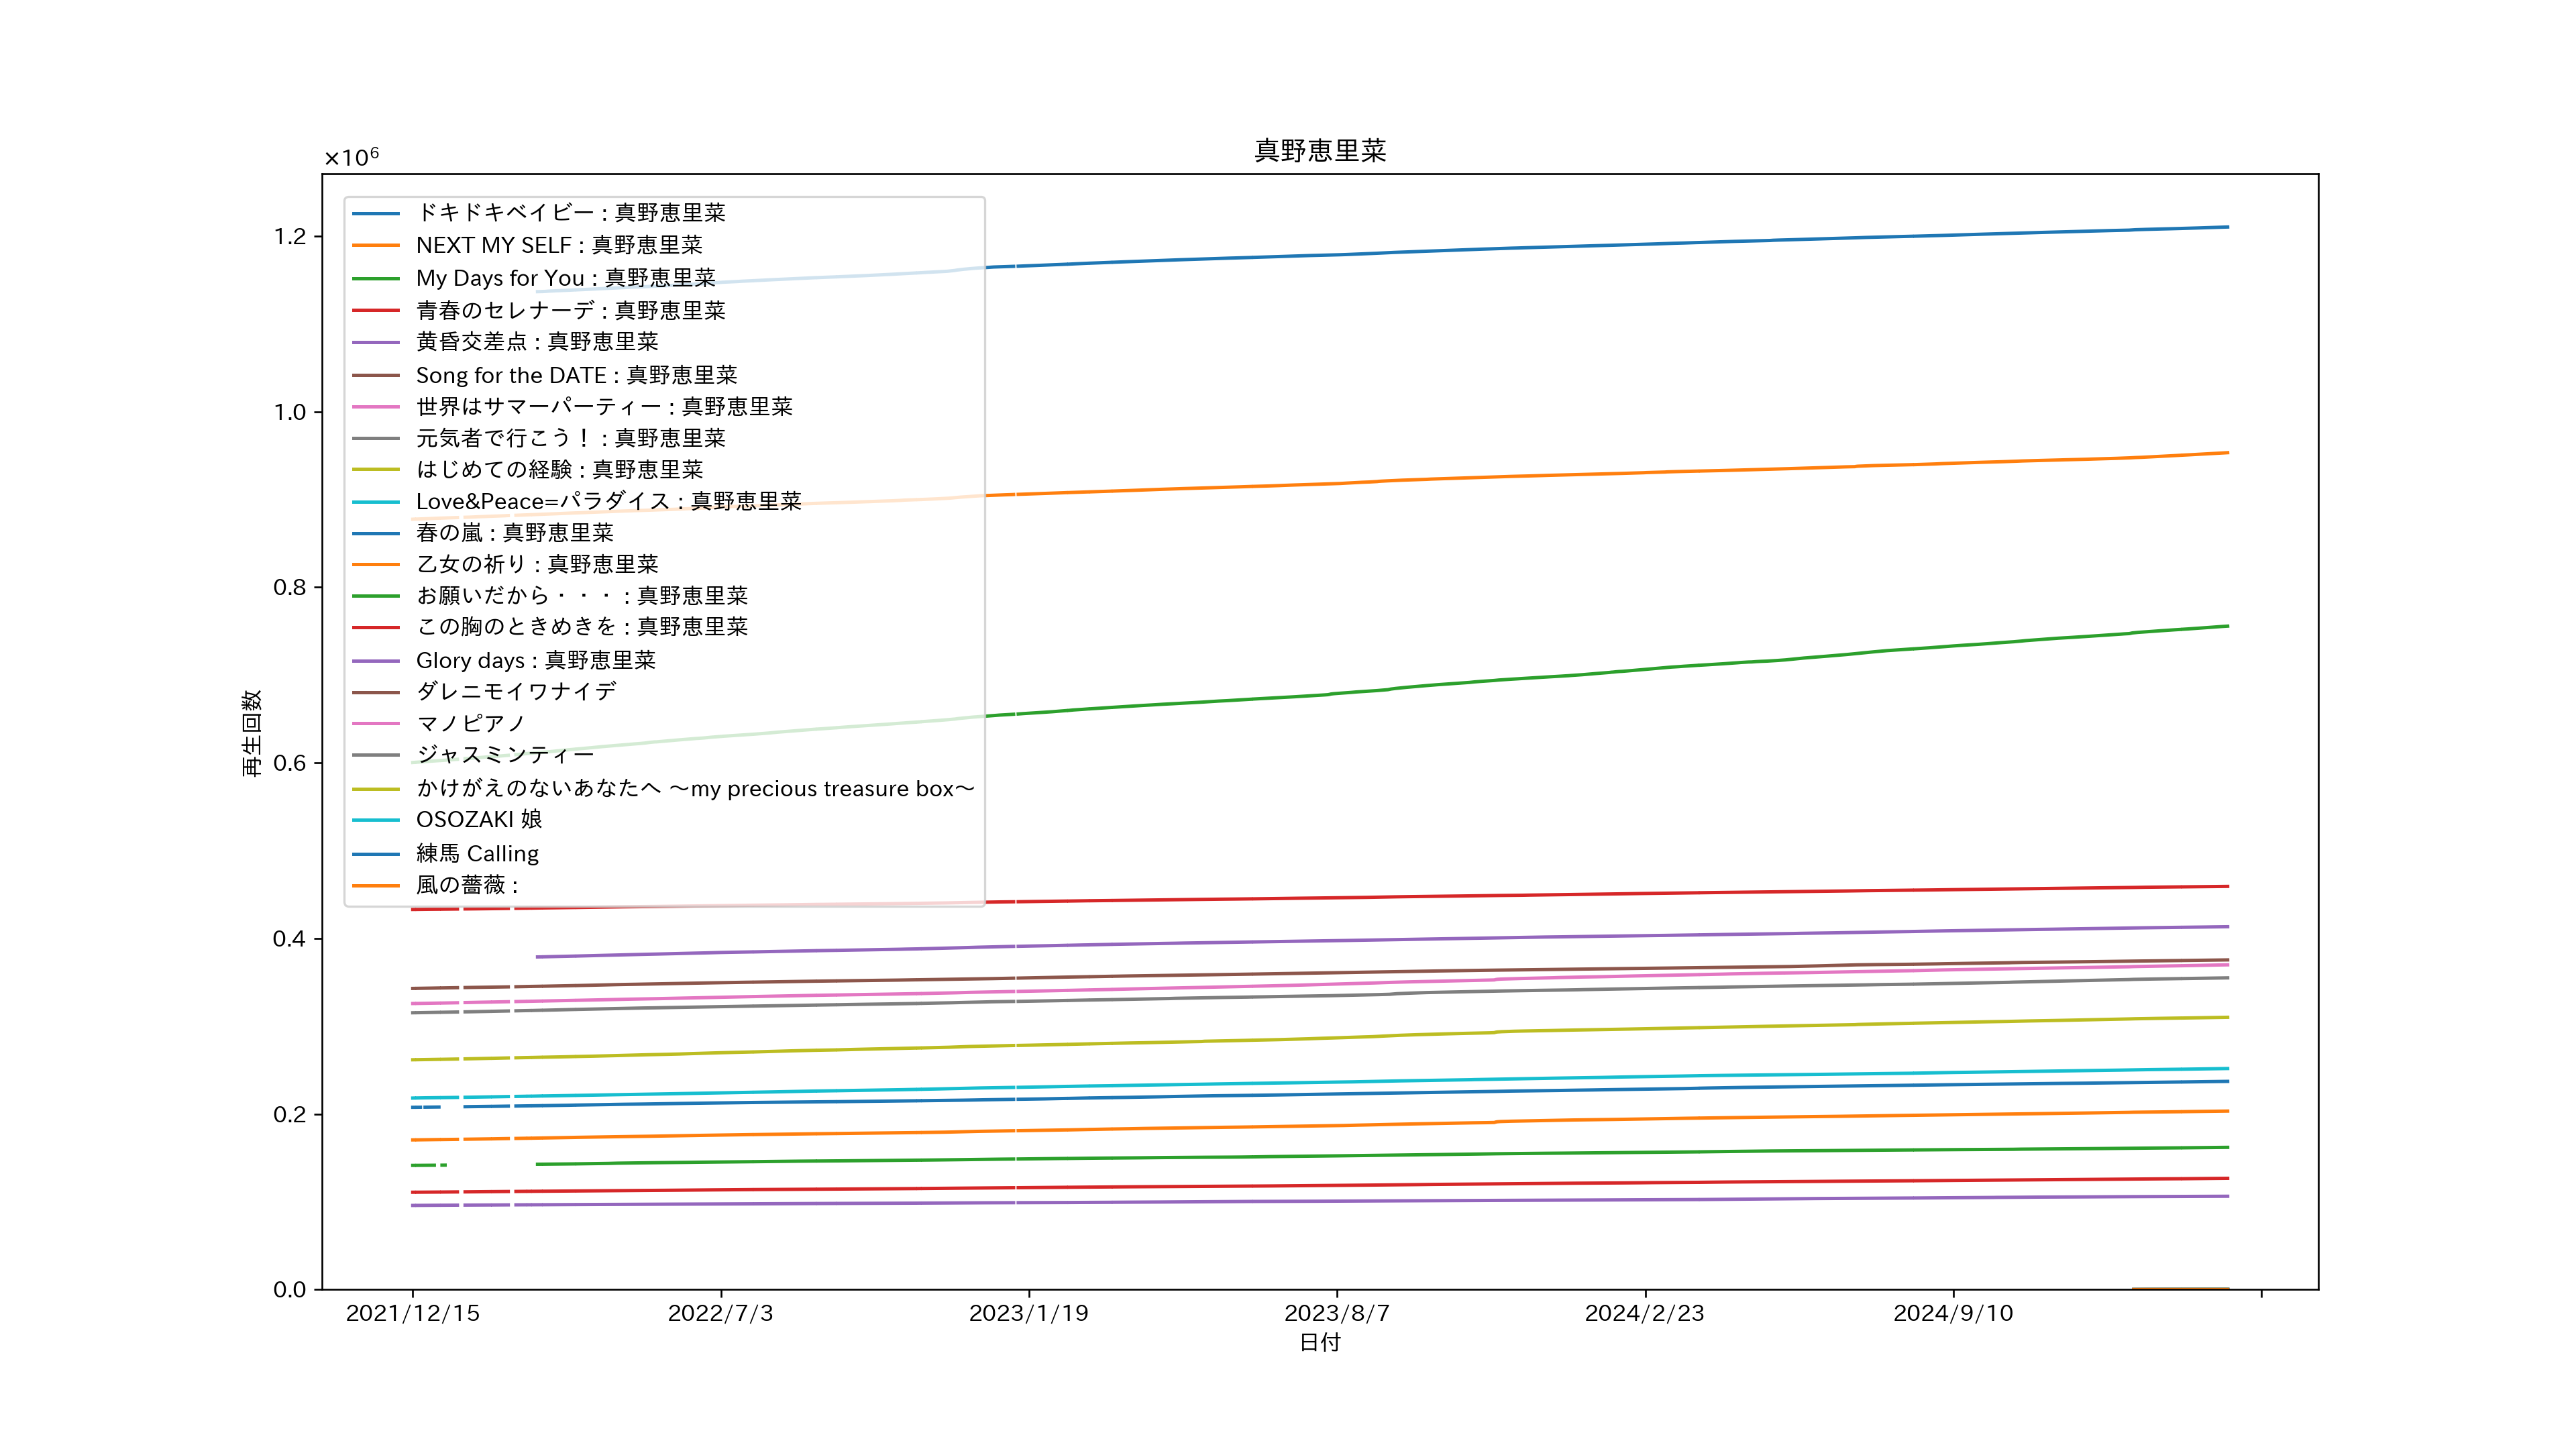 真野恵里菜
×10⁶
1.2
1.0
0.8
0.6
0.4
0.2
0.0
再生回数
ドキドキベイビー : 真野恵里菜
NEXT MY SELF : 真野恵里菜
My Days for You : 真野恵里菜
青春のセレナーデ : 真野恵里菜
黄昏交差点 : 真野恵里菜
Song for the DATE : 真野恵里菜
世界はサマーパーティー : 真野恵里菜
元気者で行こう！ : 真野恵里菜
はじめての経験 : 真野恵里菜
Love&Peace=パラダイス : 真野恵里菜
春の嵐 : 真野恵里菜
乙女の祈り : 真野恵里菜
お願いだから・・・ : 真野恵里菜
この胸のときめきを : 真野恵里菜
Glory days : 真野恵里菜
ダレニモイワナイデ
マノピアノ
ジャスミンティー
かけがえのないあなたへ ～my precious treasure box～
OSOZAKI 娘
練馬 Calling
風の薔薇 :
2021/12/15 2022/7/3 2023/1/19 2023/8/7 2024/2/23 2024/9/10
日付